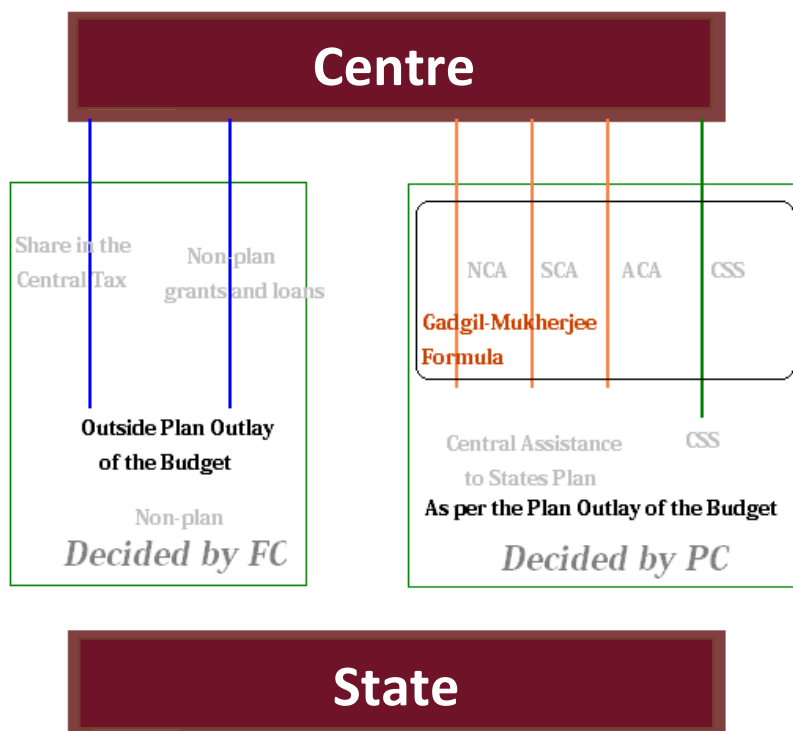 Centre
Share in the
Central Tax
Non-plan
grants and loans
Outside Plan Outlay
of the Budget
Non-plan
Decided by FC
NCA
SCA
ACA
CSS
Gadgil-Mukherjee
Formula
Central Assistance
to States Plan
CSS
As per the Plan Outlay of the Budget
Decided by PC
State